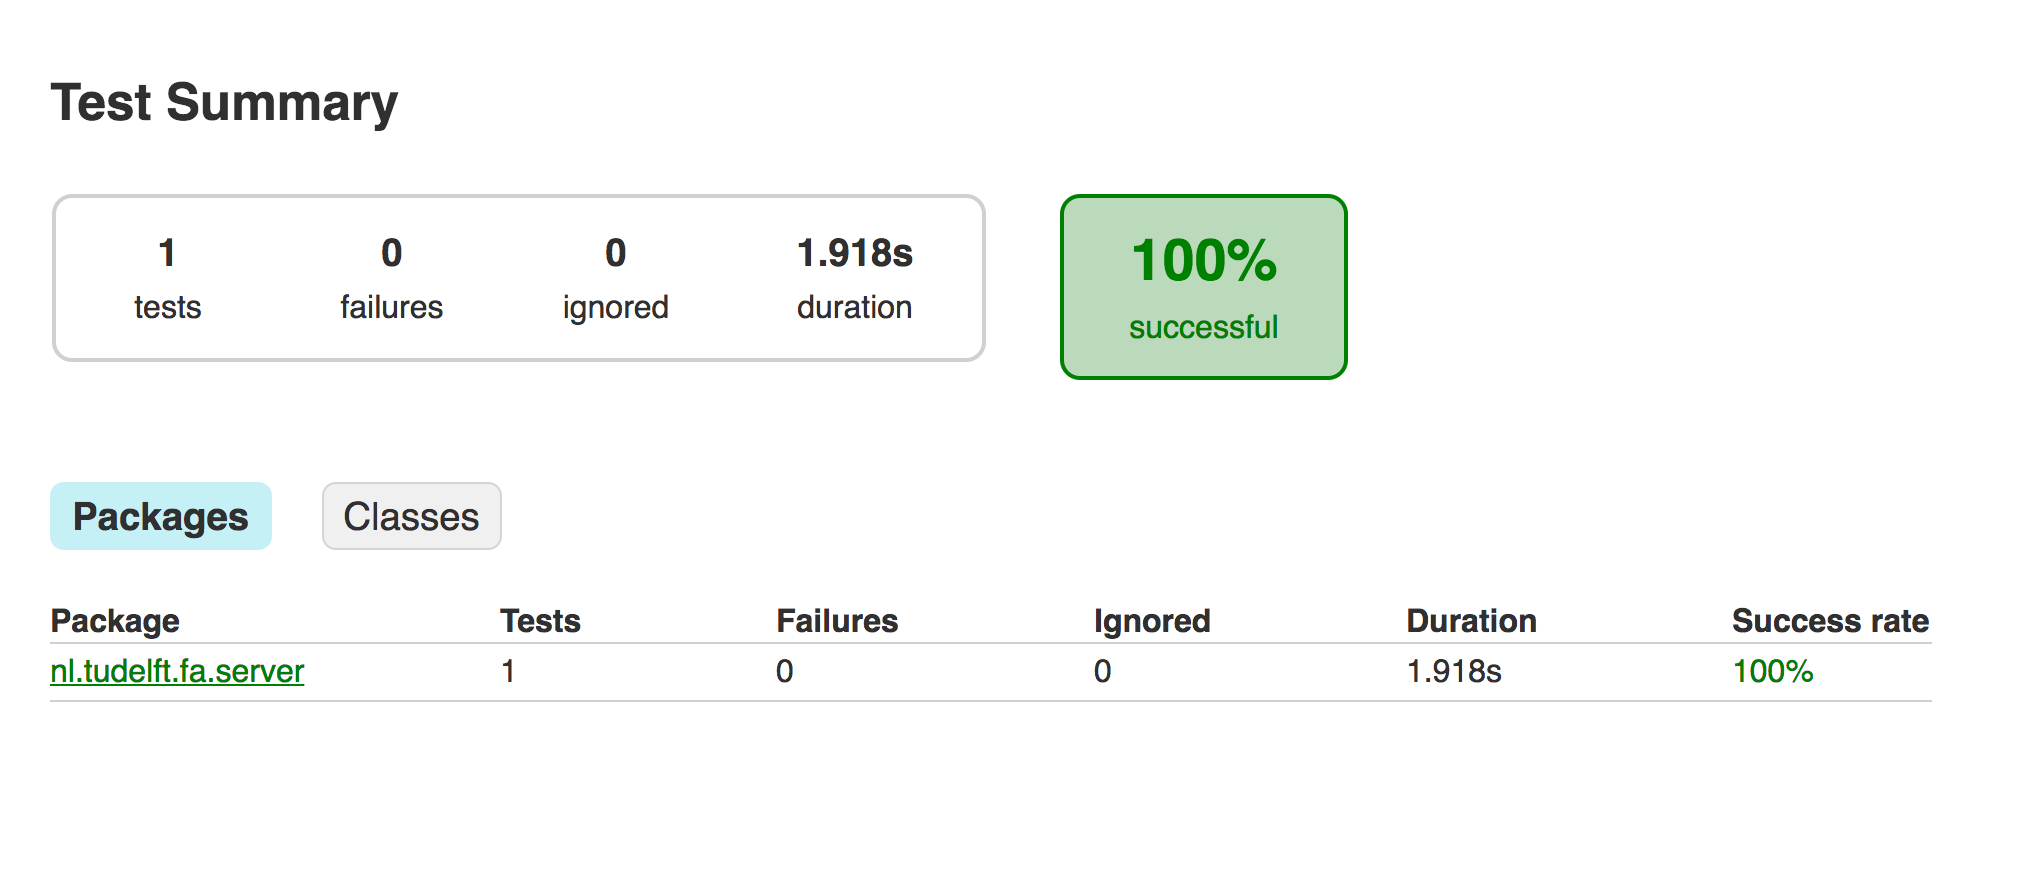 Test Summary
1 0 0 1.918s
tests failures ignored duration
100%
successful
Packages Classes
Package Tests Failures Ignored Duration Success rate
nl.tudelft.fa.server 1 0 0 1.918s 100%